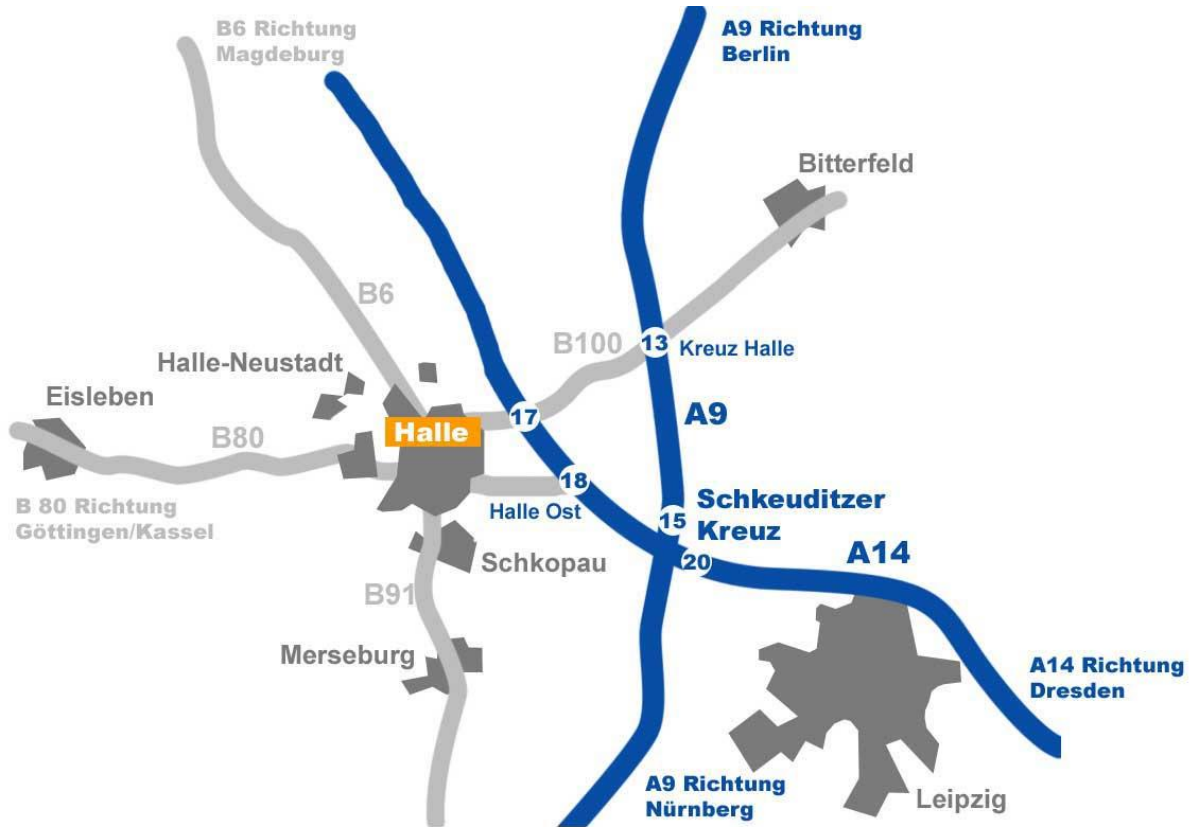 B6 Richtung
Magdeburg
A9 Richtung
Berlin
Bitterfeld
B6
B100
13
Kreuz Halle
Halle-Neustadt
Eisleben
A9
17
B80
Halle
18
Schkeuditzer
Kreuz
B 80 Richtung
Göttingen/Kassel
Halle Ost
15
20
A14
Schkopau
B91
Merseburg
A14 Richtung
Dresden
A9 Richtung
Nürnberg
Leipzig